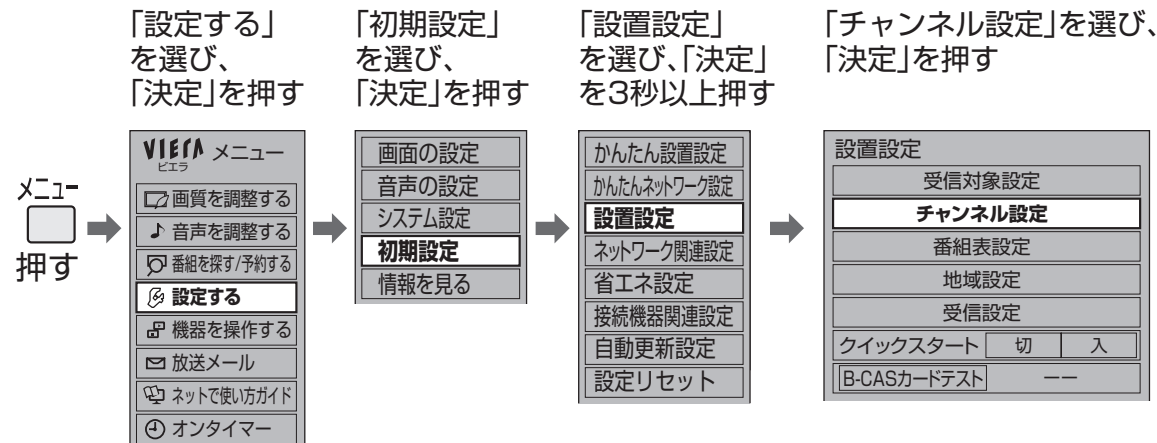 「設定する」
を選び、
「決定」を押す
「初期設定」
を選び、
「決定」を押す
「設置設定」
を選び、「決定」
を3秒以上押す
「チャンネル設定」を選び、
「決定」を押す
メニュー
押す
VIERA メニュー
ビエラ
画質を調整する
音声を調整する
番組を探す/予約する
設定する
機器を操作する
放送メール
ネットで使い方ガイド
オンタイマー
画面の設定
音声の設定
システム設定
初期設定
情報を見る
かんたん設置設定
かんたんネットワーク設定
設置設定
ネットワーク関連設定
省エネ設定
接続機器関連設定
自動更新設定
設定リセット
設置設定
受信対象設定
チャンネル設定
番組表設定
地域設定
受信設定
クイックスタート 切 入
B-CASカードテスト −−